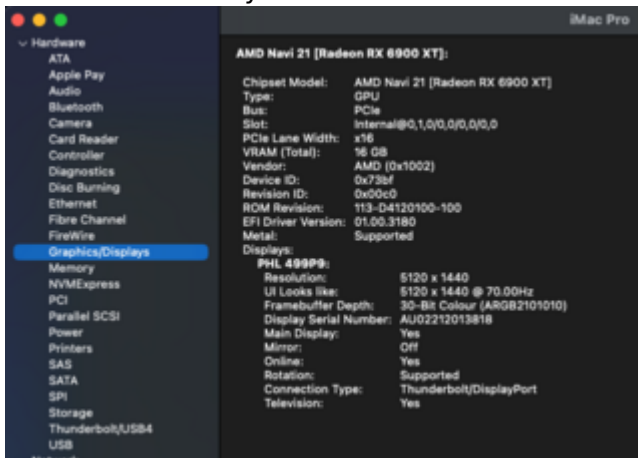 iMac Pro
Hardware
ATA
Apple Pay
Audio
Bluetooth
Camera
Card Reader
Controller
Diagnostics
Disc Burning
Ethernet
Fibre Channel
FireWire
Graphics/Displays
Memory
NVMExpress
PCI
Parallel SCSI
Power
Printers
SAS
SATA
SPI
Storage
Thunderbolt/USB4
USB
AMD Navi 21 [Radeon RX 6900 XT]:
Chipset Model: AMD Navi 21 [Radeon RX 6900 XT]
Type: GPU
Bus: PCIe
Slot: Internal@0,1,0/0,0/0,0/0,0
PCIe Lane Width: x16
VRAM (Total): 16 GB
Vendor: AMD (0x1002)
Device ID: 0x73bf
Revision ID: 0x00c0
ROM Revision: 113-D4120100-100
EFI Driver Version: 01.00.3180
Metal: Supported
Displays:
PHL 499P9:
Resolution: 5120 x 1440
UI Looks like: 5120 x 1440 @ 70.00Hz
Framebuffer Depth: 30-Bit Colour (ARGB2101010)
Display Serial Number: AU02212013818
Main Display: Yes
Mirror: Off
Online: Yes
Rotation: Supported
Connection Type: Thunderbolt/DisplayPort
Television: Yes